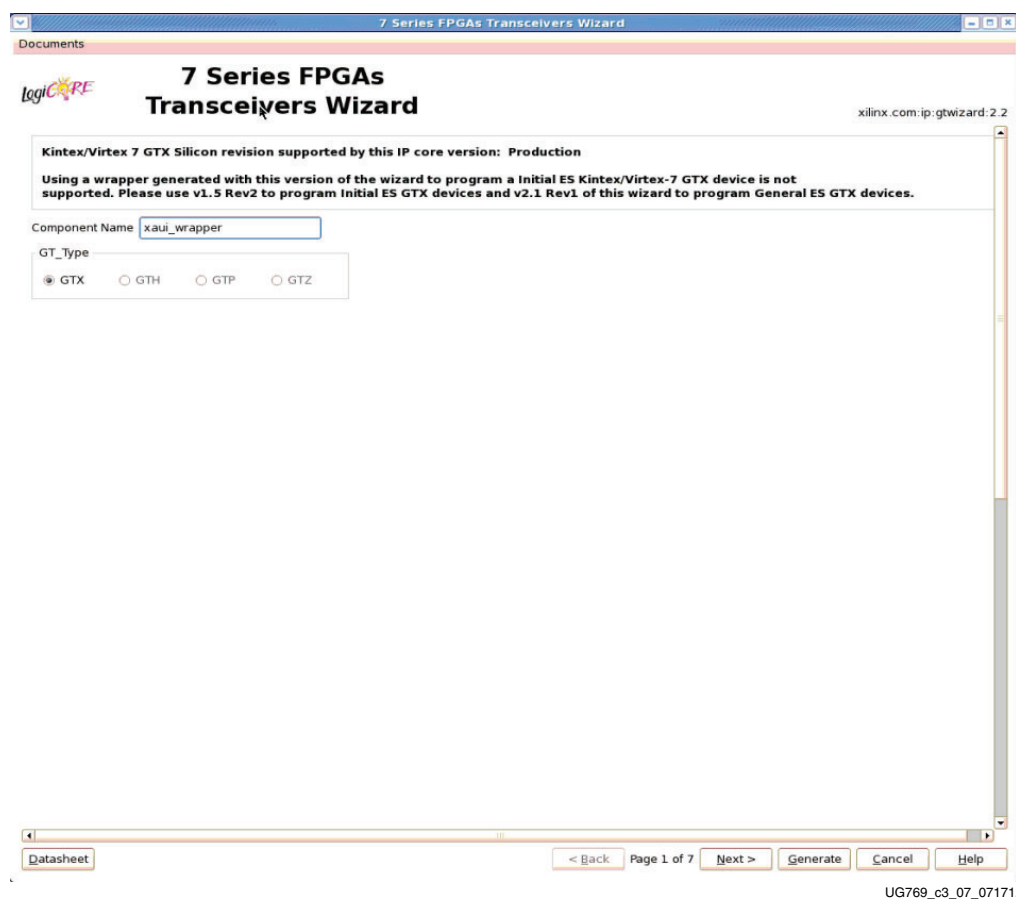 7 Series FPGAs Transceivers Wizard
Documents
logiCORE
7 Series FPGAs
Transceivers Wizard
xilinx.com:ip:gtwizard:2.2
Kintex/Virtex 7 GTX Silicon revision supported by this IP core version: Production
Using a wrapper generated with this version of the wizard to program a Initial ES Kintex/Virtex-7 GTX device is not
supported. Please use v1.5 Rev2 to program Initial ES GTX devices and v2.1 Rev1 of this wizard to program General ES GTX devices.
Component Name xaui_wrapper
GT_Type
GTX GTH GTP GTZ
Datasheet < Back Page 1 of 7 Next > Generate Cancel Help
UG769_c3_07_07171